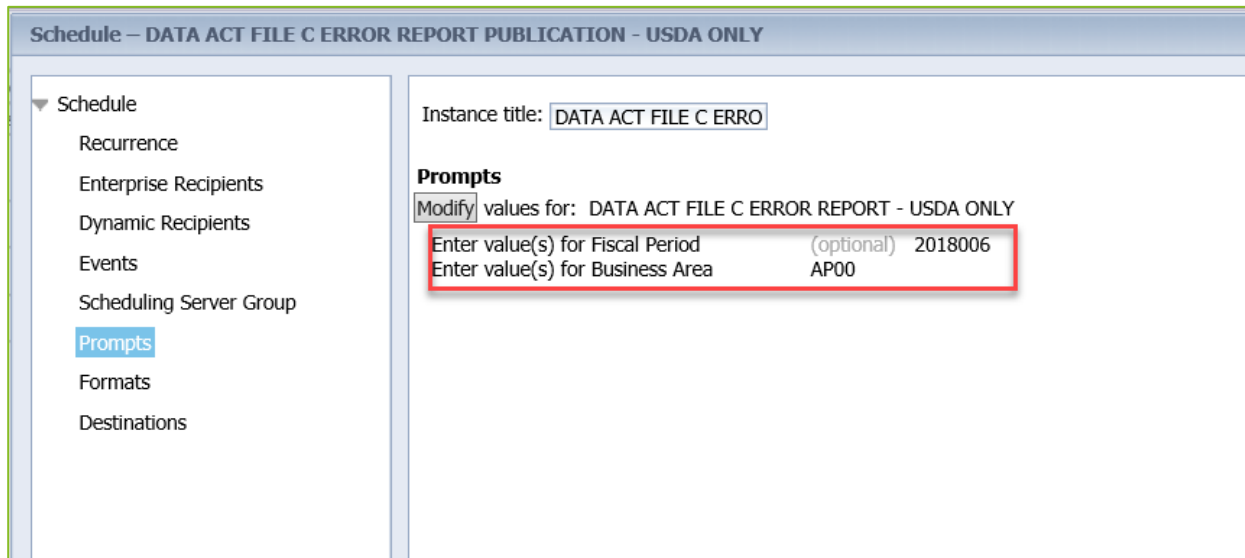 Schedule – DATA ACT FILE C ERROR REPORT PUBLICATION - USDA ONLY
Schedule
Recurrence
Enterprise Recipients
Dynamic Recipients
Events
Scheduling Server Group
Prompts
Formats
Destinations
Instance title: DATA ACT FILE C ERRO
Prompts
Modify values for: DATA ACT FILE C ERROR REPORT - USDA ONLY
Enter value(s) for Fiscal Period (optional) 2018006
Enter value(s) for Business Area AP00